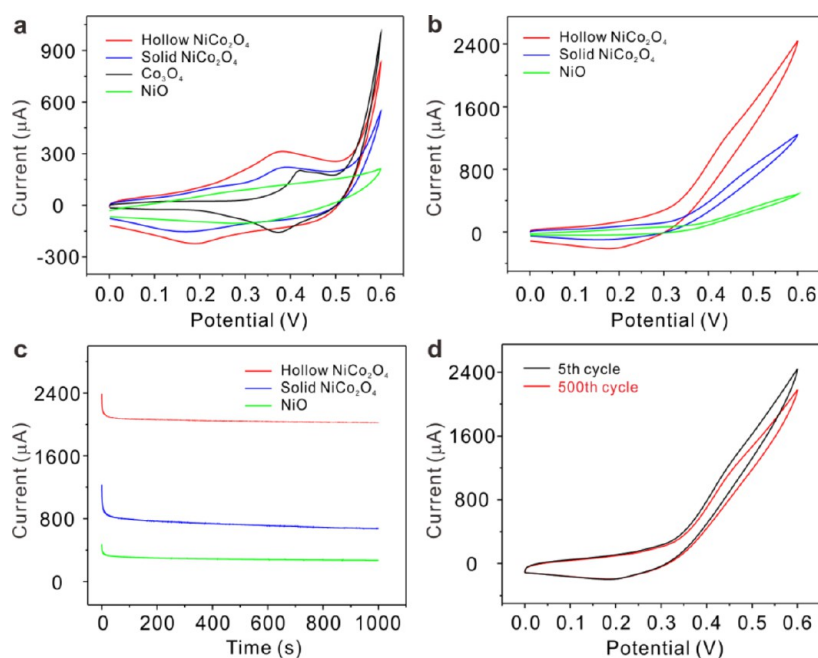 a
Hollow NiCo₂O₄
Solid NiCo₂O₄
Co₃O₄
NiO
900
600
300
0
-300
Current (μA)
0.0 0.1 0.2 0.3 0.4 0.5 0.6
Potential (V)
b
Hollow NiCo₂O₄
Solid NiCo₂O₄
NiO
2400
1600
800
0
Current (μA)
0.0 0.1 0.2 0.3 0.4 0.5 0.6
Potential (V)
c
Hollow NiCo₂O₄
Solid NiCo₂O₄
NiO
2400
1600
800
0
Current (μA)
0 200 400 600 800 1000
Time (s)
d
5th cycle
500th cycle
2400
1600
800
0
Current (μA)
0.0 0.1 0.2 0.3 0.4 0.5 0.6
Potential (V)